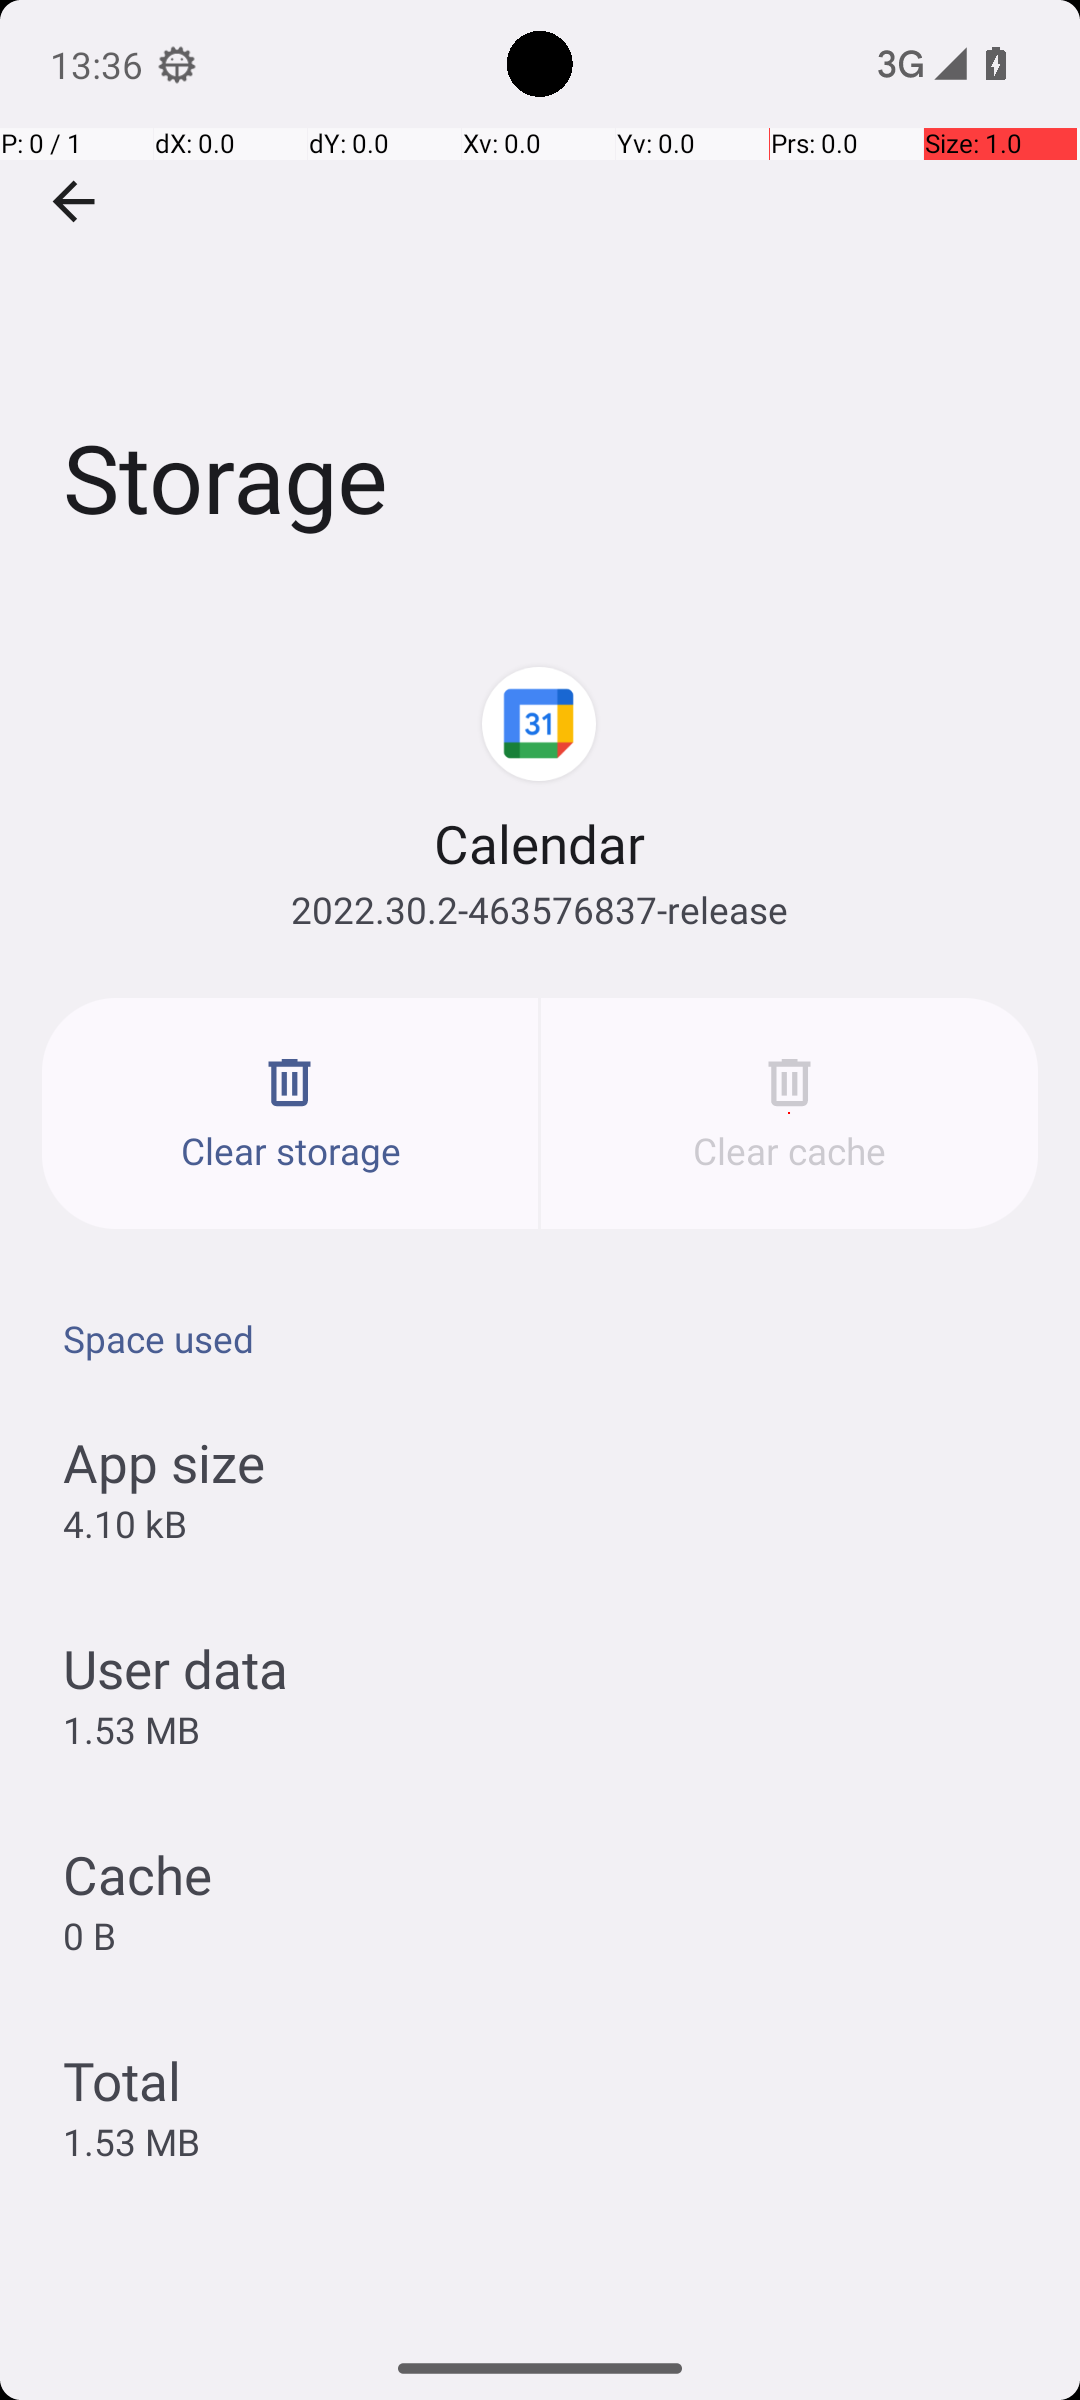 13:36
3G
P: 0 / 1
dX: 0.0
dY: 0.0
Xv: 0.0
Yv: 0.0
Prs: 0.0
Size: 1.0
Storage
31
Calendar
2022.30.2-463576837-release
Clear storage
Clear cache
Space used
App size
4.10 kB
User data
1.53 MB
Cache
0 B
Total
1.53 MB